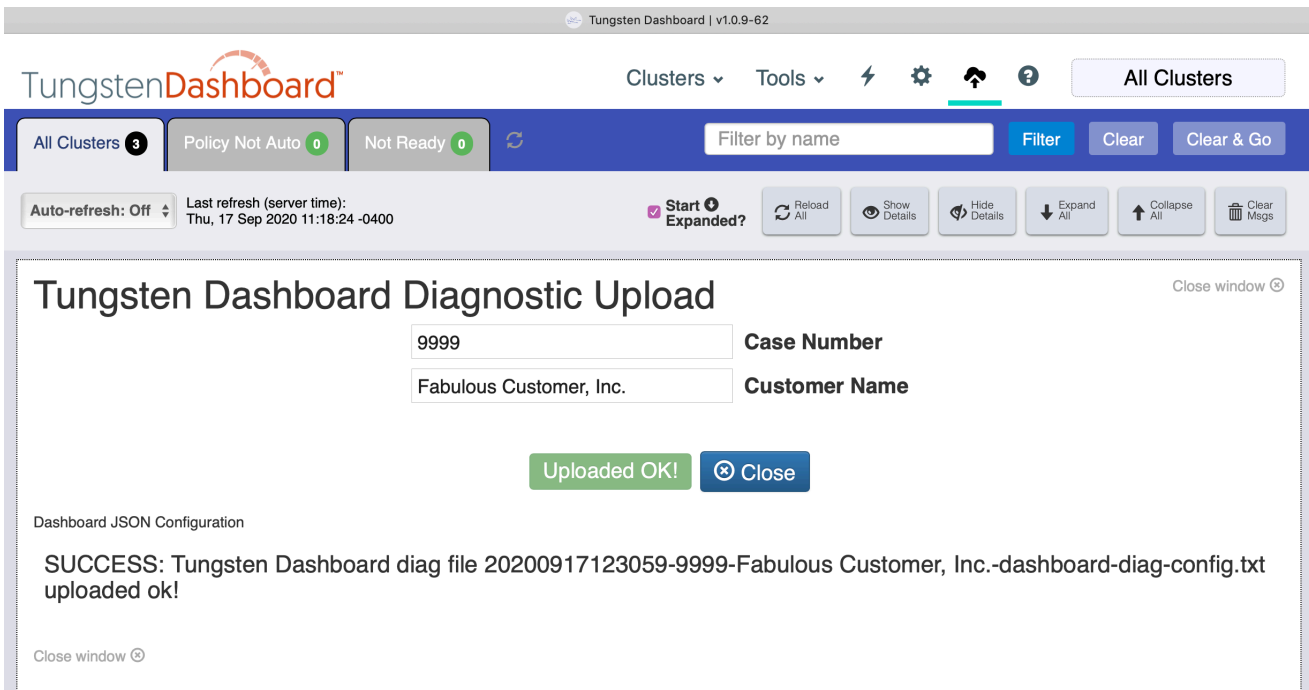 Tungsten Dashboard | v1.0.9-62
TungstenDashboard™
Clusters
Tools
All Clusters
All Clusters 3
Policy Not Auto 0
Not Ready 0
Filter by name
Filter
Clear
Clear & Go
Auto-refresh: Off
Last refresh (server time):
Thu, 17 Sep 2020 11:18:24 -0400
Start
Expanded?
Reload
All
Show
Details
Hide
Details
Expand
All
Collapse
All
Clear
Msgs
Tungsten Dashboard Diagnostic Upload
Close window
9999
Case Number
Fabulous Customer, Inc.
Customer Name
Uploaded OK!
Close
Dashboard JSON Configuration
SUCCESS: Tungsten Dashboard diag file 20200917123059-9999-Fabulous Customer, Inc.-dashboard-diag-config.txt
uploaded ok!
Close window